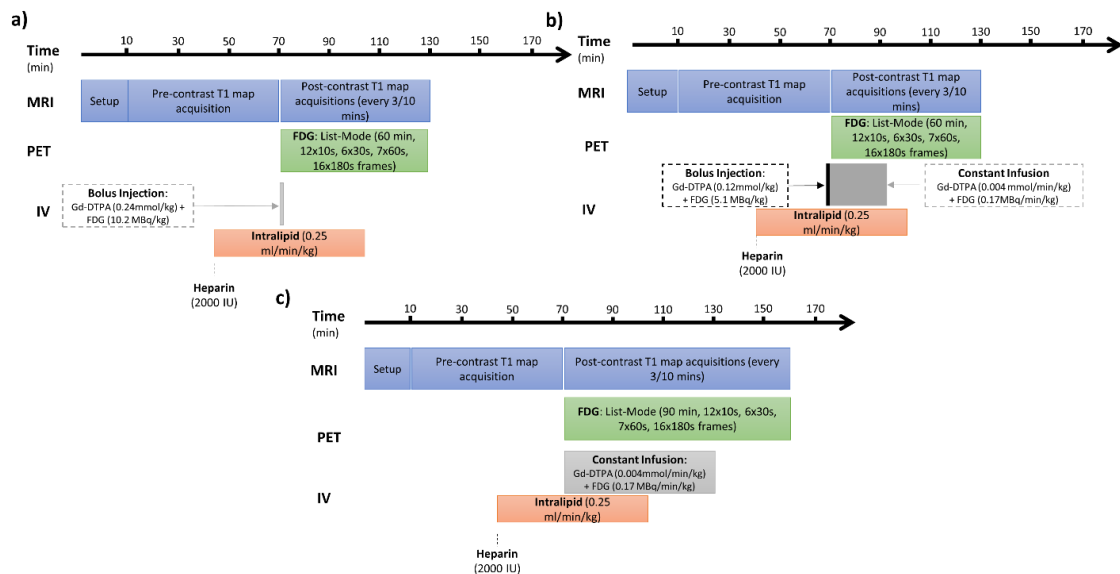 a)
Time
(min)
10 30 50 70 90 110 130 150 170
MRI
Setup
Pre-contrast T1 map
acquisition
Post-contrast T1 map
acquisitions (every 3/10
mins)
PET
FDG: List-Mode (60 min,
12x10s, 6x30s, 7x60s,
16x180s frames)
IV
Bolus Injection:
Gd-DTPA (0.24mmol/kg) +
FDG (10.2 MBq/kg)
Intralipid (0.25
ml/min/kg)
Heparin
(2000 IU)
b)
Time
(min)
10 30 50 70 90 110 130 150 170
MRI
Setup
Pre-contrast T1 map
acquisition
Post-contrast T1 map
acquisitions (every 3/10
mins)
PET
FDG: List-Mode (60 min,
12x10s, 6x30s, 7x60s,
16x180s frames)
IV
Bolus Injection:
Gd-DTPA (0.12mmol/kg)
+ FDG (5.1 MBq/kg)
Constant Infusion
Gd-DTPA (0.004 mmol/min/kg)
+ FDG (0.17MBq/min/kg)
Intralipid (0.25
ml/min/kg)
Heparin
(2000 IU)
c)
Time
(min)
10 30 50 70 90 110 130 150 170
MRI
Setup
Pre-contrast T1 map
acquisition
Post-contrast T1 map acquisitions (every
3/10 mins)
PET
FDG: List-Mode (90 min, 12x10s, 6x30s,
7x60s, 16x180s frames)
IV
Constant Infusion:
Gd-DTPA (0.004mmol/min/kg)
+ FDG (0.17 MBq/min/kg)
Intralipid (0.25
ml/min/kg)
Heparin
(2000 IU)